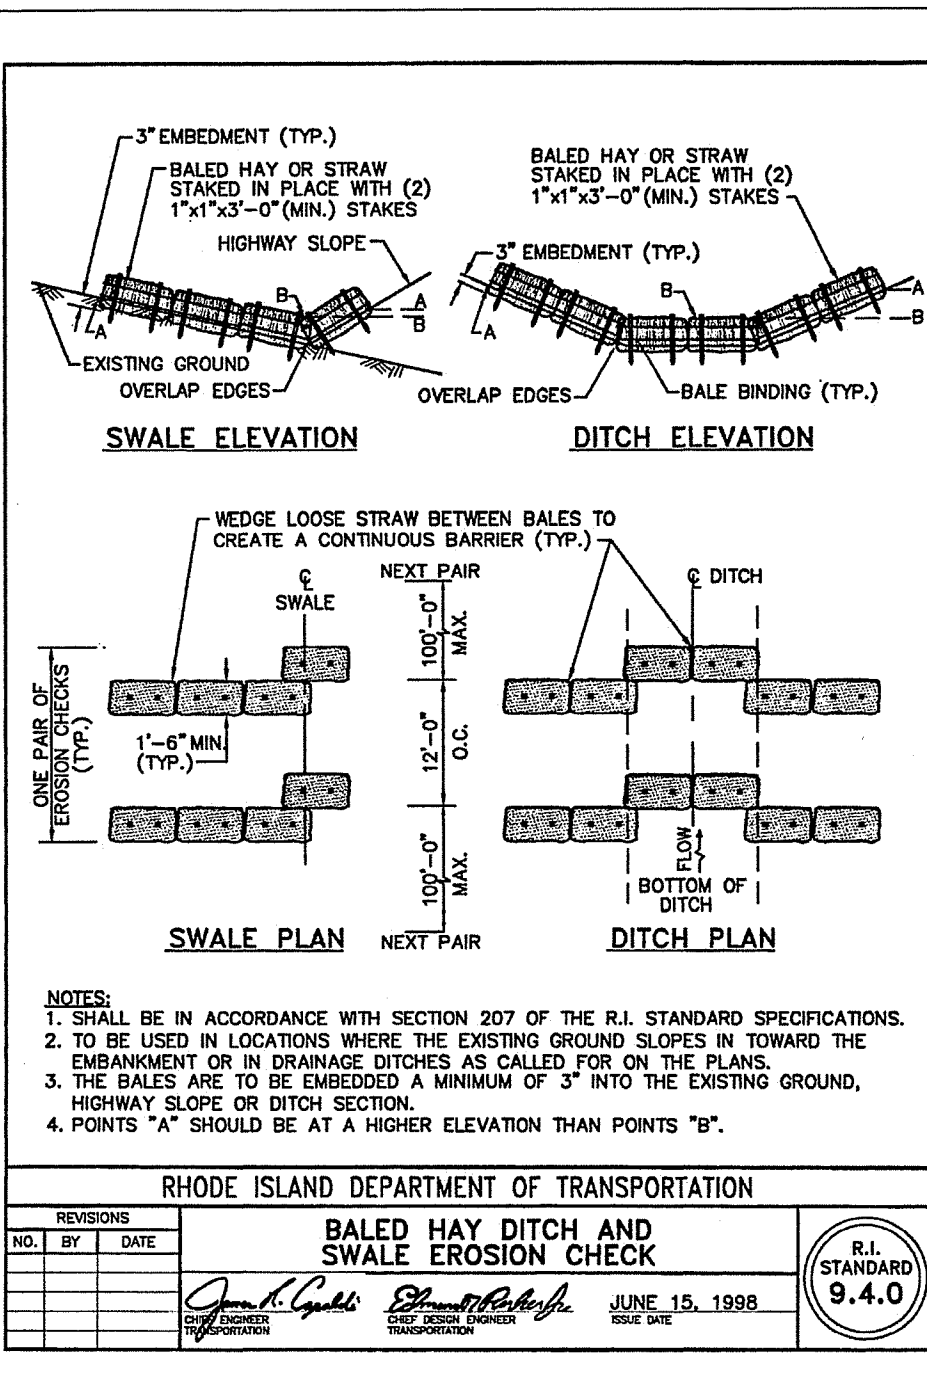 3" EMBEDMENT (TYP.)
BALED HAY OR STRAW
STAKED IN PLACE WITH (2)
1"x1"x3'-0" (MIN.) STAKES
HIGHWAY SLOPE
B
A
B
A
EXISTING GROUND
OVERLAP EDGES
SWALE ELEVATION
BALED HAY OR STRAW
STAKED IN PLACE WITH (2)
1"x1"x3'-0" (MIN.) STAKES
3" EMBEDMENT (TYP.)
B
A
B
A
OVERLAP EDGES
BALE BINDING (TYP.)
DITCH ELEVATION
WEDGE LOOSE STRAW BETWEEN BALES TO
CREATE A CONTINUOUS BARRIER (TYP.)
℄
SWALE
ONE PAIR OF
EROSION CHECKS
(TYP.)
1'-6" MIN.
(TYP.)
SWALE PLAN
NEXT PAIR
100'-0"
MAX.
12'-0"
O.C.
100'-0"
MAX.
NEXT PAIR
℄ DITCH
FLOW
BOTTOM OF
DITCH
DITCH PLAN
NOTES:
1. SHALL BE IN ACCORDANCE WITH SECTION 207 OF THE R.I. STANDARD SPECIFICATIONS.
2. TO BE USED IN LOCATIONS WHERE THE EXISTING GROUND SLOPES IN TOWARD THE
EMBANKMENT OR IN DRAINAGE DITCHES AS CALLED FOR ON THE PLANS.
3. THE BALES ARE TO BE EMBEDDED A MINIMUM OF 3" INTO THE EXISTING GROUND,
HIGHWAY SLOPE OR DITCH SECTION.
4. POINTS "A" SHOULD BE AT A HIGHER ELEVATION THAN POINTS "B".
RHODE ISLAND DEPARTMENT OF TRANSPORTATION
REVISIONS
NO. BY DATE
BALED HAY DITCH AND
SWALE EROSION CHECK
CHIEF ENGINEER
TRANSPORTATION
CHIEF DESIGN ENGINEER
TRANSPORTATION
JUNE 15, 1998
ISSUE DATE
R.I.
STANDARD
9.4.0